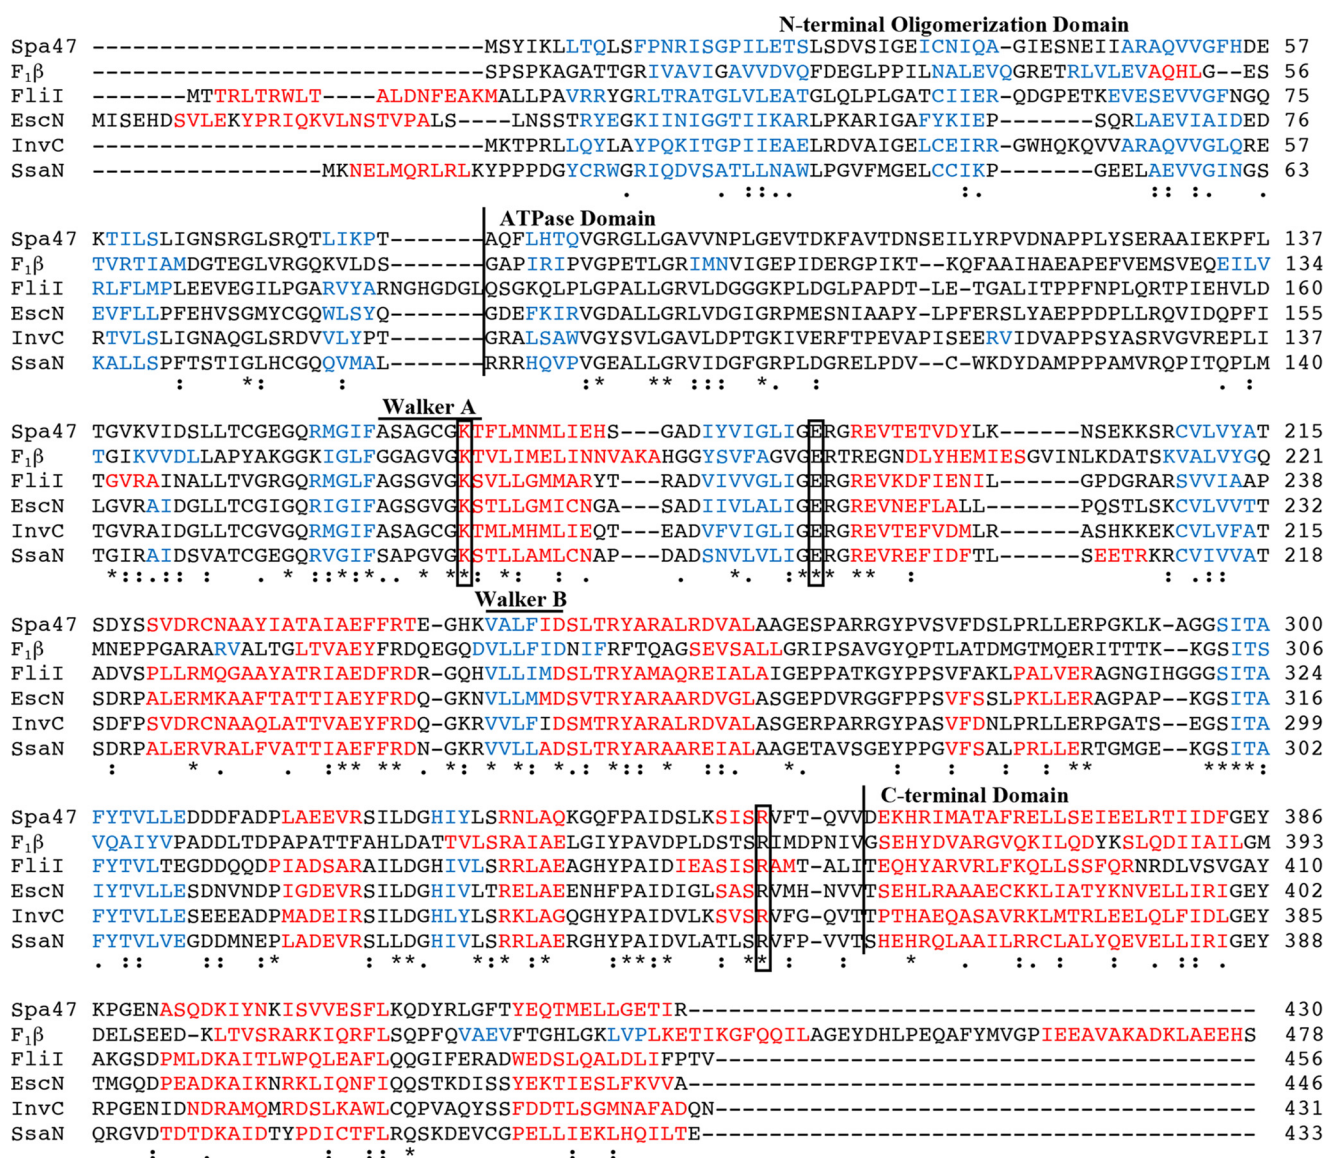 N-terminal Oligomerization Domain
Spa47 -----------------------------MSYIKLLTQLSFPNRISGPILETSLSDVSIGEICNIQA-GIESNEIIARAQVVGFHDE 57
F₁β -----------------------------SPSPKAGATTGRIVAVIGAVVDVQFDEGLPPILNALEVQGRETRLVLEVAQHLG--ES 56
FliI -------MTTRLTRWLT----ALDNFEAKMALLPAVRRYGRLTRATGLVLEATGLQLPLGATCIIER-QDGPETKEVESEVVGFNGQ 75
EscN MISEHDSVLEKYPRIQKVLNSTVPALS----LNSSTRYEGKIINIGGTIIKARLPKARIGAFYKIEP-------SQRLAEVIAIDED 76
InvC -----------------------------MKTPRLLQYLAYPQKITGPIIEAELRDVAIGELCEIRR-GWHQKQVVARAQVVGLQRE 57
SsaN -----------------MKNELMQRLRLKYPPPDGYCRWGRIQDVSATLLNAWLPGVFMGELCCIKP-------GEELAEVVGINGS 63
. .::.. :. :: : .
ATPase Domain
Spa47 KTILSLIGNSRGLSRQTLIKPT-------AQFLHTQVGRGLLGAVVNPLGEVTDKFAVTDNSEILYRPVDNAPPLYSERAAIEKPFL 137
F₁β TVRTIAMDGTEGLVRGQKVLDS-------GAPIRIPVGPETLGRIMNVIGEPIDERGPIKT--KQFAAIHAEAPEFVEMSVEQEILV 134
FliI RLFLMPLEEVEGILPGARVYARNGHGDGLQSGKQLPLGPALLGRVLDGGGKPLDGLPAPDT-LE-TGALITPPFNPLQRTPIEHVLD 160
EscN EVFLLPFEHVSGMYCGQWLSYQ-------GDEFKIRVGDALLGRLVDGIGRPMESNIAAPY-LPFERSLYAEPPDPLLRQVIDQPFI 155
InvC RTVLSLIGNAQGLSRDVVLYPT-------GRALSAWVGYSVLGAVLDPTGKIVERFTPEVAPISEERVIDVAPPSYASRVGVREPLI 137
SsaN KALLSPFTSTIGLHCGQQVMAL-------RRRHQVPVGEALLGRVIDGFGRPLDGRELPDV--C-WKDYDAMPPPAMVRQPITQPLM 140
: *: : :* ** ::: *. : . :
Walker A
Spa47 TGVKVIDSLLTCGEGQRMGIFASAGCGKTFLMNMLIEHS---GADIYVIGLIGERGREVTETVDYLK------NSEKKSRCVLVYAT 215
F₁β TGIKVVDLLAPYAKGGKIGLFGGAGVGKTVLIMELINNVAKAHGGYSVFAGVGERTREGNDLYHEMIESGVINLKDATSKVALVYGQ 221
FliI TGVRAINALLTVGRGQRMGLFAGSGVGKSVLLGMMARYT---RADVIVVGLIGERGREVKDFIENIL------GPDGRARSVVIAAP 238
EscN LGVRAIDGLLTCGIGQRIGIFAGSGVGKSTLLGMICNGA---SADIIVLALIGERGREVNEFLALL-------PQSTLSKCVLVVTT 232
InvC TGVRAIDGLLTCGVGQRMGIFASAGCGKTMLMHMLIEQT---EADVFVIGLIGERGREVTEFVDMLR------ASHKKEKCVLVFAT 215
SsaN TGIRAIDSVATCGEGQRVGIFSAPGVGKSTLLAMLCNAP---DADSNVLVLIGERGREVREFIDFTL------SEETRKRCVIVVAT 218
*::.:: : . * ::*:*.. * **: *: : . . *. :*** ** : : .::
Walker B
Spa47 SDYSSVDRCNAAYIATAIAEFFRTE-GHKVALFIDSLTRYARALRDVALAAGESPARRGYPVSVFDSLPRLLERPGKLK-AGGSITA 300
F₁β MNEPPGARARVALTGLTVAEYFRDQEGQDVLLFIDNIFRFTQAGSEVSALLGRIPSAVGYQPTLATDMGTMQERITTTK--KGSITS 306
FliI ADVSPLLRMQGAAYATRIAEDFRDR-GQHVLLIMDSLTRYAMAQREIALAIGEPPATKGYPPSVFAKLPALVERAGNGIHGGGSITA 324
EscN SDRPALERMKAAFTATTIAEYFRDQ-GKNVLLMMDSVTRYARAARDVGLASGEPDVRGGFPPSVFSSLPKLLERAGPAP--KGSITA 316
InvC SDFPSVDRCNAAQLATTVAEYFRDQ-GKRVVLFIDSMTRYARALRDVALASGERPARRGYPASVFDNLPRLLERPGATS--EGSITA 299
SsaN SDRPALERVRALFVATTIAEFFRDN-GKRVVLLADSLTRYARAAREIALAAGETAVSGEYPPGVFSALPRLLERTGMGE--KGSITA 302
: * . . :** ** *: * * : *.: *:: * ::. *. : : : ** ****:
C-terminal Domain
Spa47 FYTVLLEDDDFADPLAEEVRSILDGHIYLSRNLAQKGQFPAIDSLKSISRVFT-QVVDEKHRIMATAFRELLSEIEELRTIIDFGEY 386
F₁β VQAIYVPADDLTDPAPATTFAHLDATTVLSRAIAELGIYPAVDPLDSTSRIMDPNIVGSEHYDVARGVQKILQDYKSLQDIIAILGM 393
FliI FYTVLTEGDDQQDPIADSARAILDGHIVLSRRLAEAGHYPAIDIEASISRAMT-ALITEQHYARVRLFKQLLSSFQRNRDLVSVGAY 410
EscN IYTVLLESDNVNDPIGDEVRSILDGHIVLTRELAEENHFPAIDIGLSASRVMH-NVVTSEHLRAAAECKKLIATYKNVELLIRIGEY 402
InvC FYTVLLESEEEADPMADEIRSILDGHLYLSRKLAGQGHYPAIDVLKSVSRVFG-QVTTPTHAEQASAVRKLMTRLEELQLFIDLGEY 385
SsaN FYTVLVEGDDMNEPLADEVRSLLDGHIVLSRRLAERGHYPAIDVLATLSRVFP-VVTSHEHRQLAAILRRCLALYQEVELLIRIGEY 388
. :: :: :* : **. :* :* :***:* : **: : * . :. : : ::.
Spa47 KPGENASQDKIYNKISVVESFLKQDYRLGFTYEQTMELLGETIR------------------------------------------ 430
F₁β DELSEED-KLTVSRARKIQRFLSQPFQVAEVFTGHLGKLVPLKETIKGFQQILAGEYDHLPEQAFYMVGPIEEAVAKADKLAEEHS 478
FliI AKGSDPMLDKAITLWPQLEAFLQQGIFERADWEDSLQALDLIFPTV---------------------------------------- 456
EscN TMGQDPEADKAIKNRKLIQNFIQQSTKDISSYEKTIESLFKVVA------------------------------------------ 446
InvC RPGENIDNDRAMQMRDSLKAWLCQPVAQYSSFDDTLSGMNAFADQN---------------------------------------- 431
SsaN QRGVDTDTDKAIDTYPDICTFLRQSKDEVCGPELLIEKLHQILTE----------------------------------------- 433
: . : :: * : :